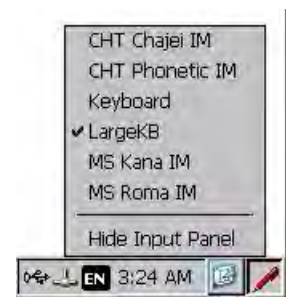 CHT Chajei IM
CHT Phonetic IM
Keyboard
LargeKB
MS Kana IM
MS Roma IM
Hide Input Panel
EN 3:24 AM